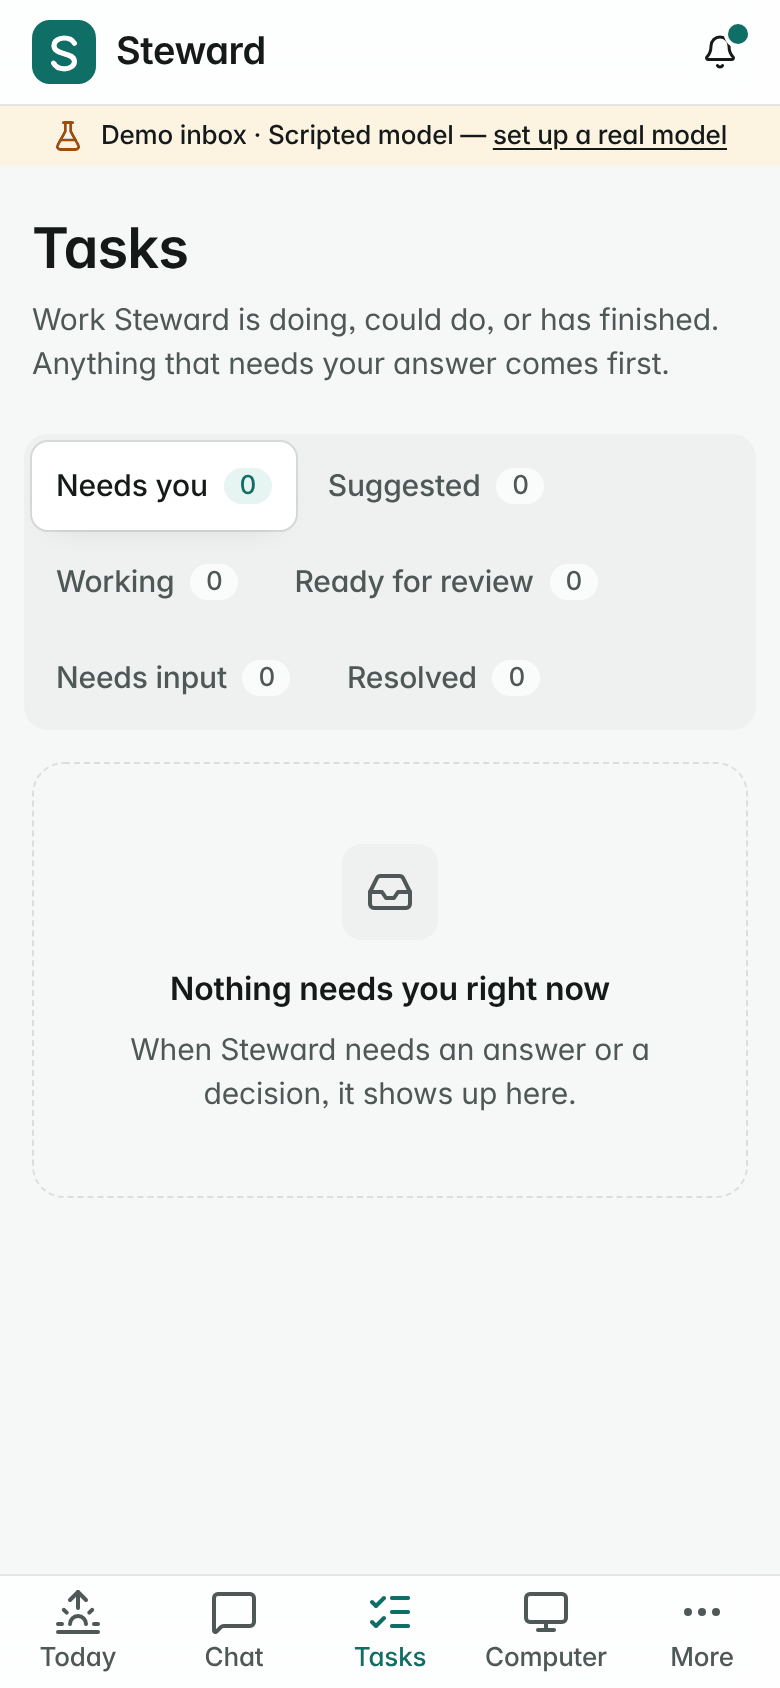 S Steward
Demo inbox · Scripted model — set up a real model
Tasks
Work Steward is doing, could do, or has finished.
Anything that needs your answer comes first.
Needs you 0 Suggested 0
Working 0 Ready for review 0
Needs input 0 Resolved 0
Nothing needs you right now
When Steward needs an answer or a
decision, it shows up here.
Today Chat Tasks Computer More